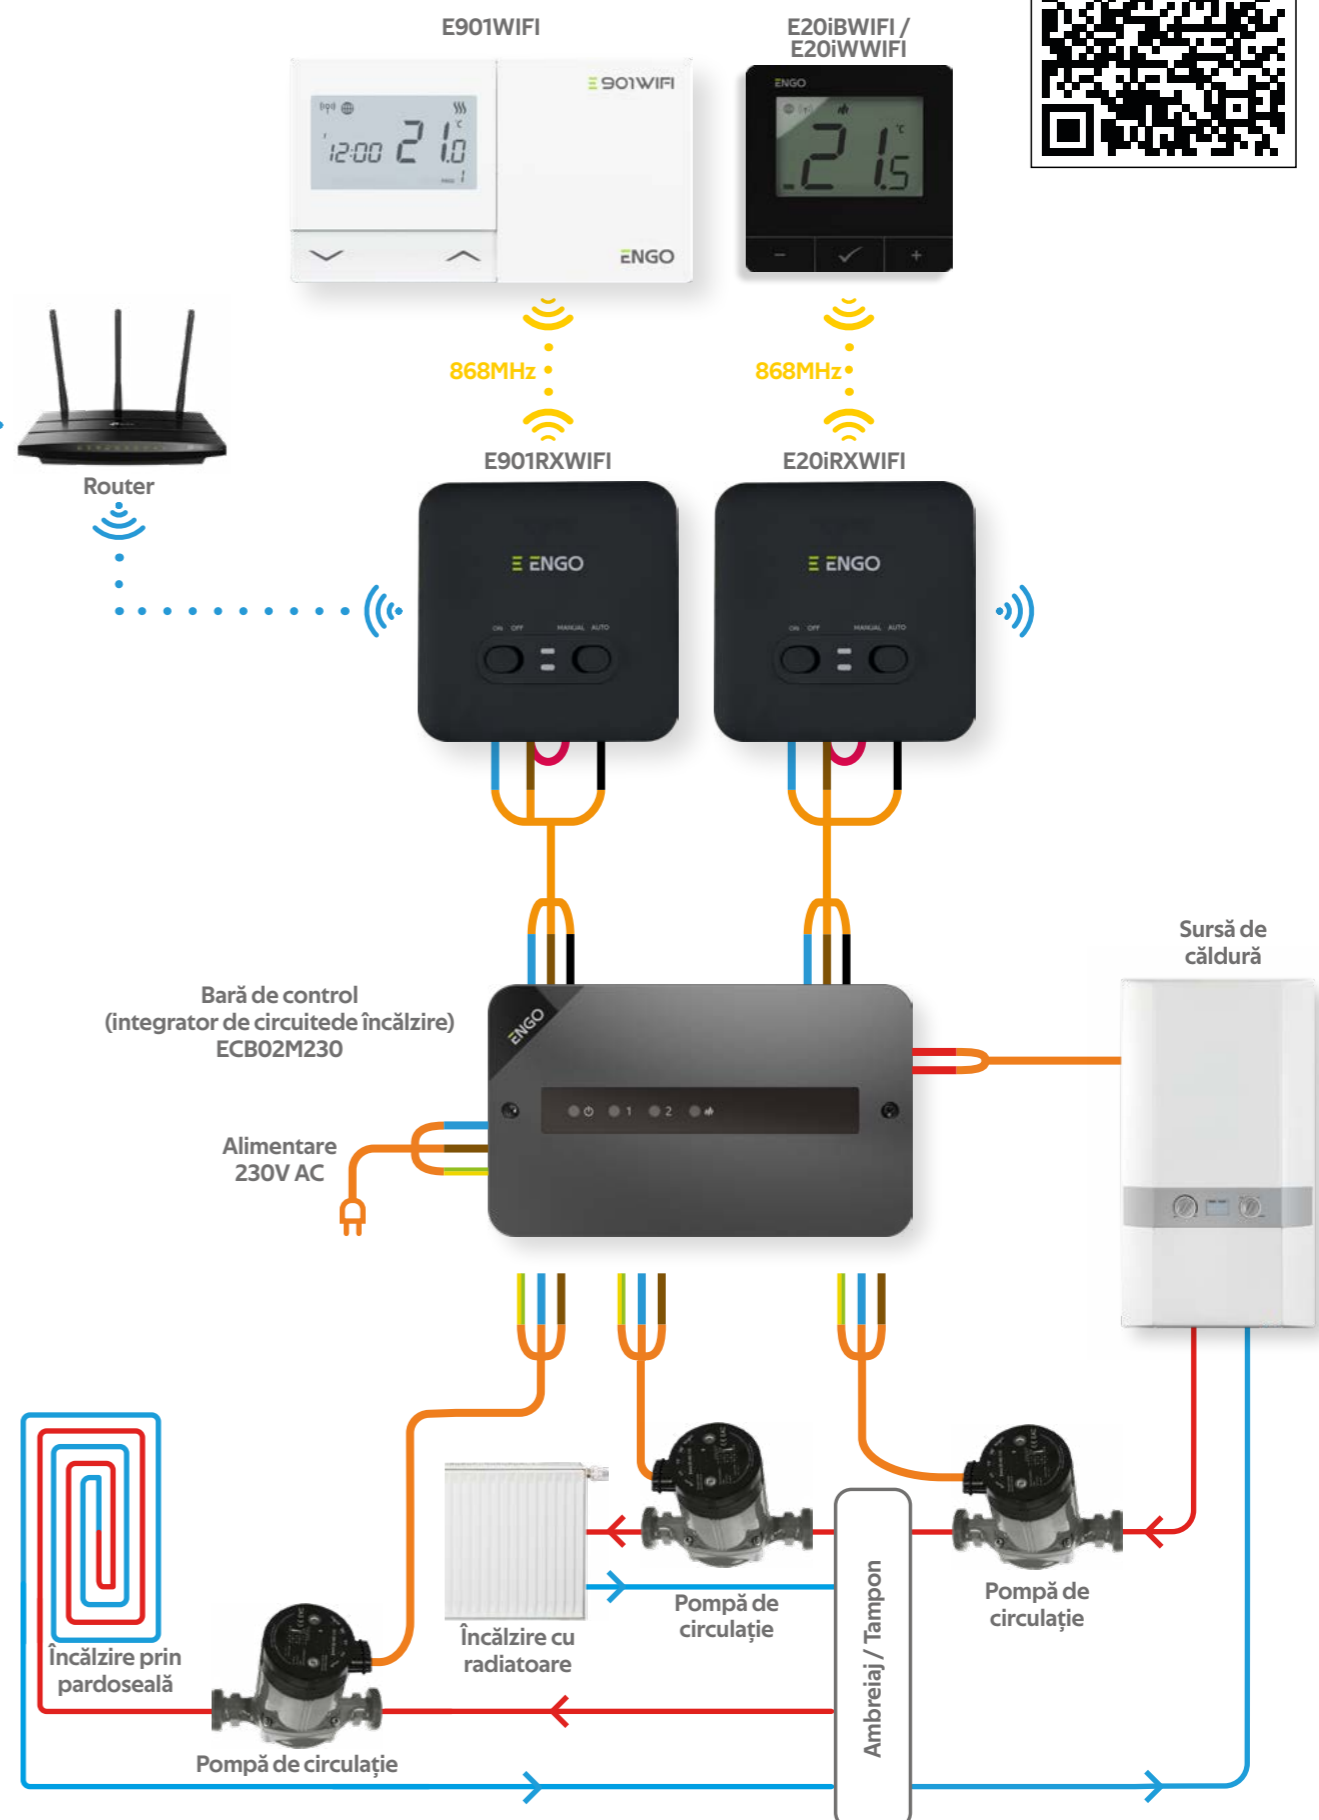 E901WIFI
E20iBWIFI /
E20iWWIFI
E 901WIFI
12:00 21.0 °C
ENGO
ENGO
21.5 °C
868MHz
868MHz
Router
E901RXWIFI
E20iRXWIFI
ENGO
ON OFF MANUAL AUTO
ENGO
ON OFF MANUAL AUTO
Sursă de
căldură
Bară de control
(integrator de circuitede încălzire)
ECB02M230
ENGO
1 2
Alimentare
230V AC
Încălzire prin
pardoseală
Încălzire cu
radiatoare
Pompă de
circulație
Pompă de
circulație
Ambreiaj / Tampon
Pompă de circulație